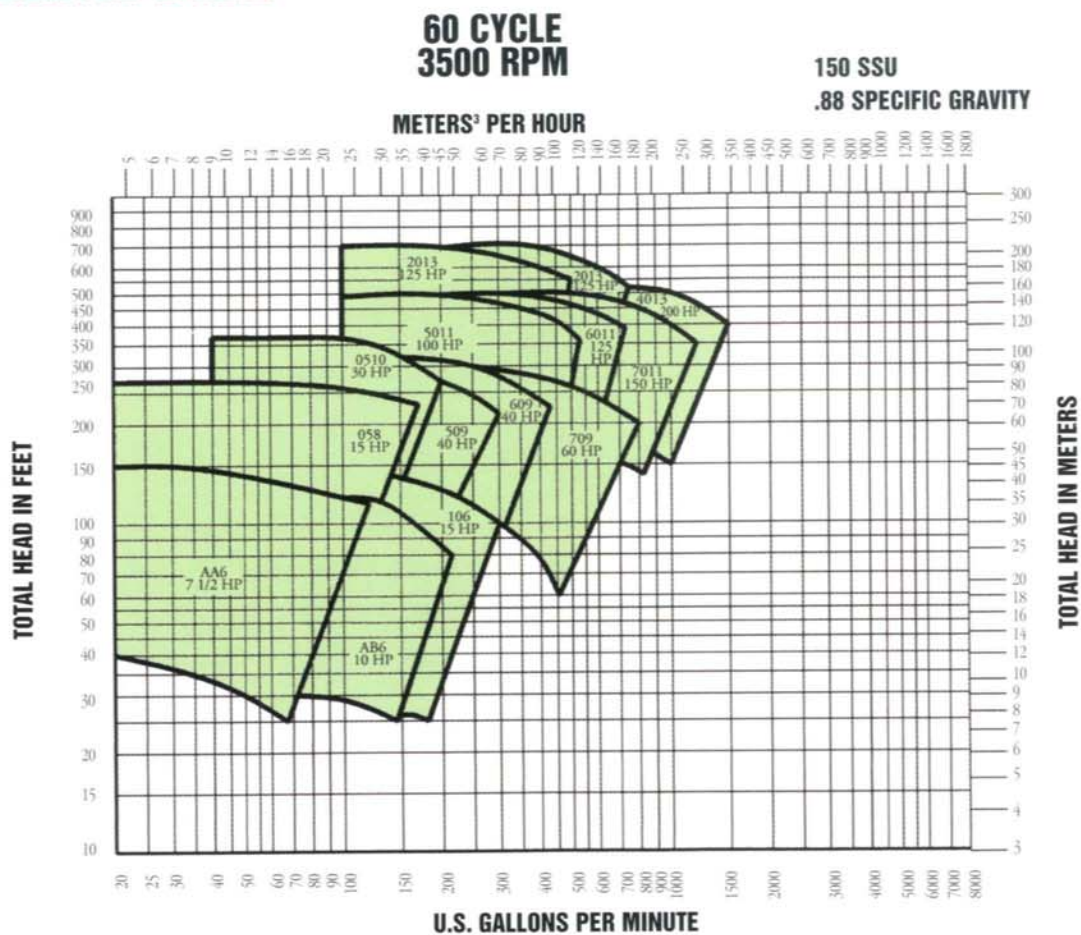 60 CYCLE
3500 RPM
150 SSU
.88 SPECIFIC GRAVITY
METERS³ PER HOUR
5 6 7 8 9 10 12 14 16 18 20 25 30 35 40 45 50 60 70 80 90 100 120 140 160 180 200 250 300 350 400 450 500 600 700 800 900 1000 1200 1400 1600 1800
TOTAL HEAD IN FEET
900
800
700
600
500
450
400
350
300
250
200
150
100
90
80
70
60
50
40
30
20
15
10
2013
125 HP
2013
125 HP
4013
200 HP
5011
100 HP
6011
125
HP
7011
150 HP
0510
30 HP
058
15 HP
509
40 HP
609
40 HP
709
60 HP
106
15 HP
AA6
7 1/2 HP
AB6
10 HP
300
250
200
180
160
140
120
100
90
80
70
60
50
45
40
35
30
25
20
18
16
14
12
10
9
8
7
6
5
4
3
TOTAL HEAD IN METERS
20 25 30 40 50 60 70 80 90 100 150 200 300 400 500 600 700 800 900 1000 1500 2000 3000 4000 5000 6000 7000 8000
U.S. GALLONS PER MINUTE